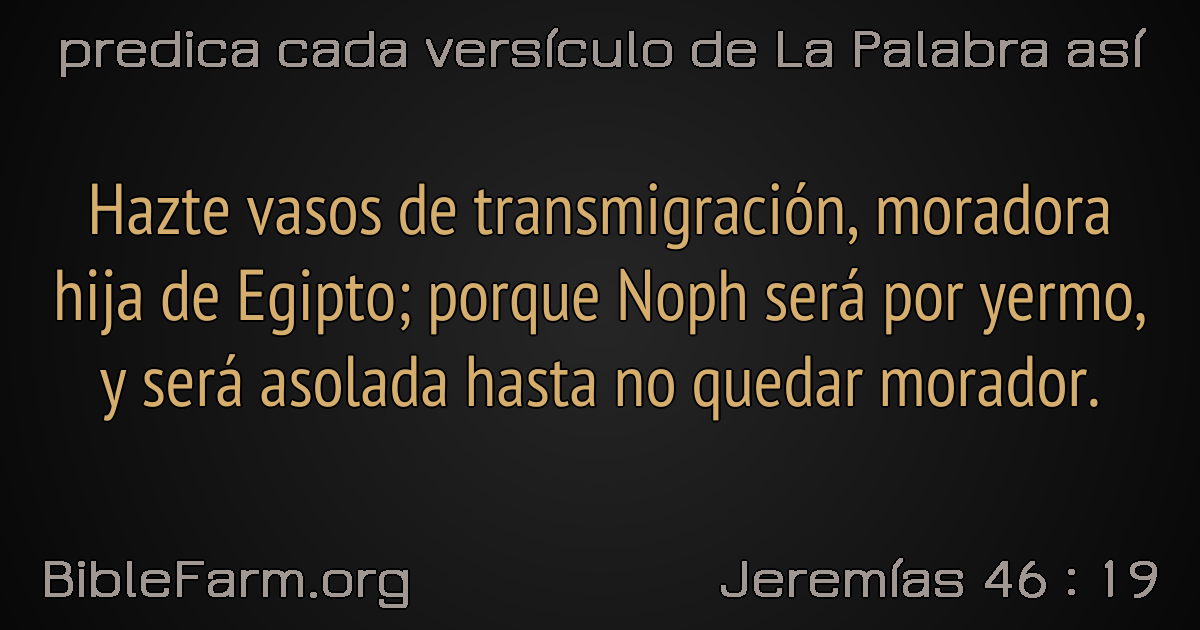 predica cada versículo de La Palabra así
Hazte vasos de transmigración, moradora
hija de Egipto; porque Noph será por yermo,
y será asolada hasta no quedar morador.
BibleFarm.org
Jeremías 46 : 19